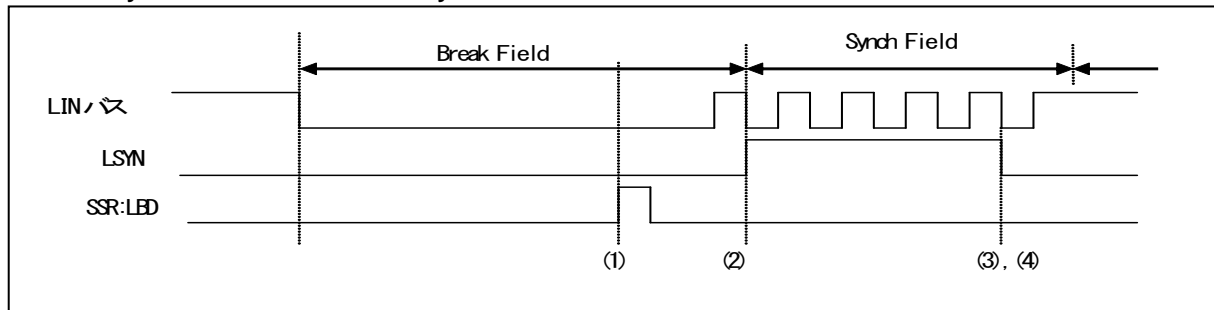 Break Field
Synch Field
LINバス
LSYN
SSR:LBD
(1)
(2)
(3), (4)